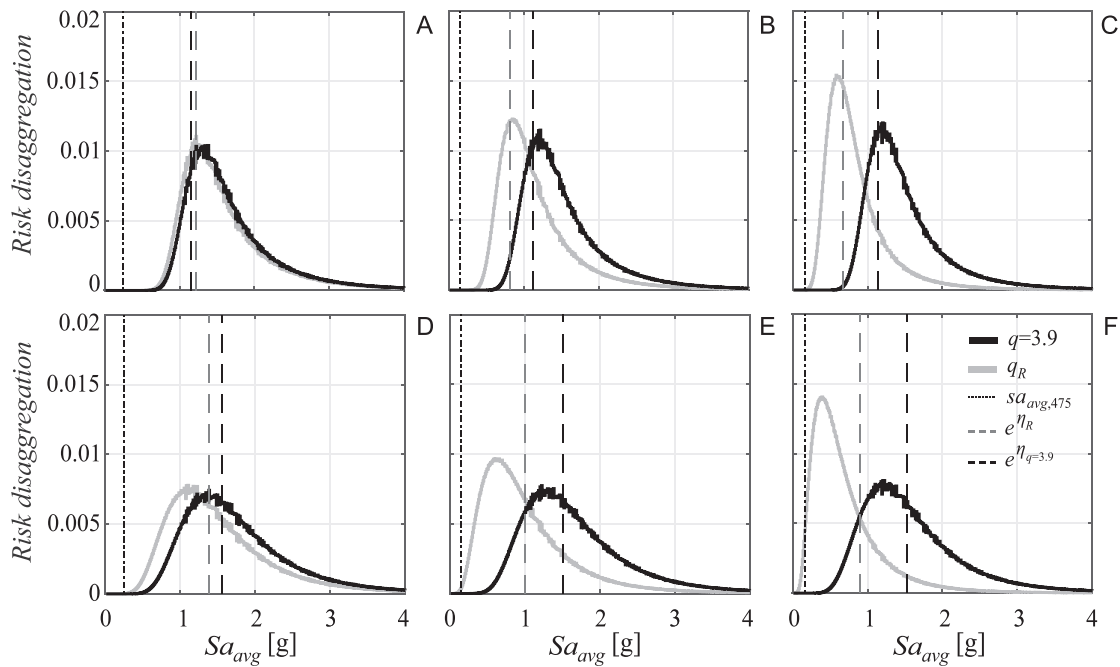 0.02
0.015
0.01
0.005
0
Risk disaggregation
A
B
C
0.02
0.015
0.01
0.005
0
Risk disaggregation
D
E
F
q=3.9
q_R
sa_avg,475
e^η_R
e^η_q=3.9
0 1 2 3 4
0 1 2 3 4
0 1 2 3 4
Sa_avg [g]
Sa_avg [g]
Sa_avg [g]